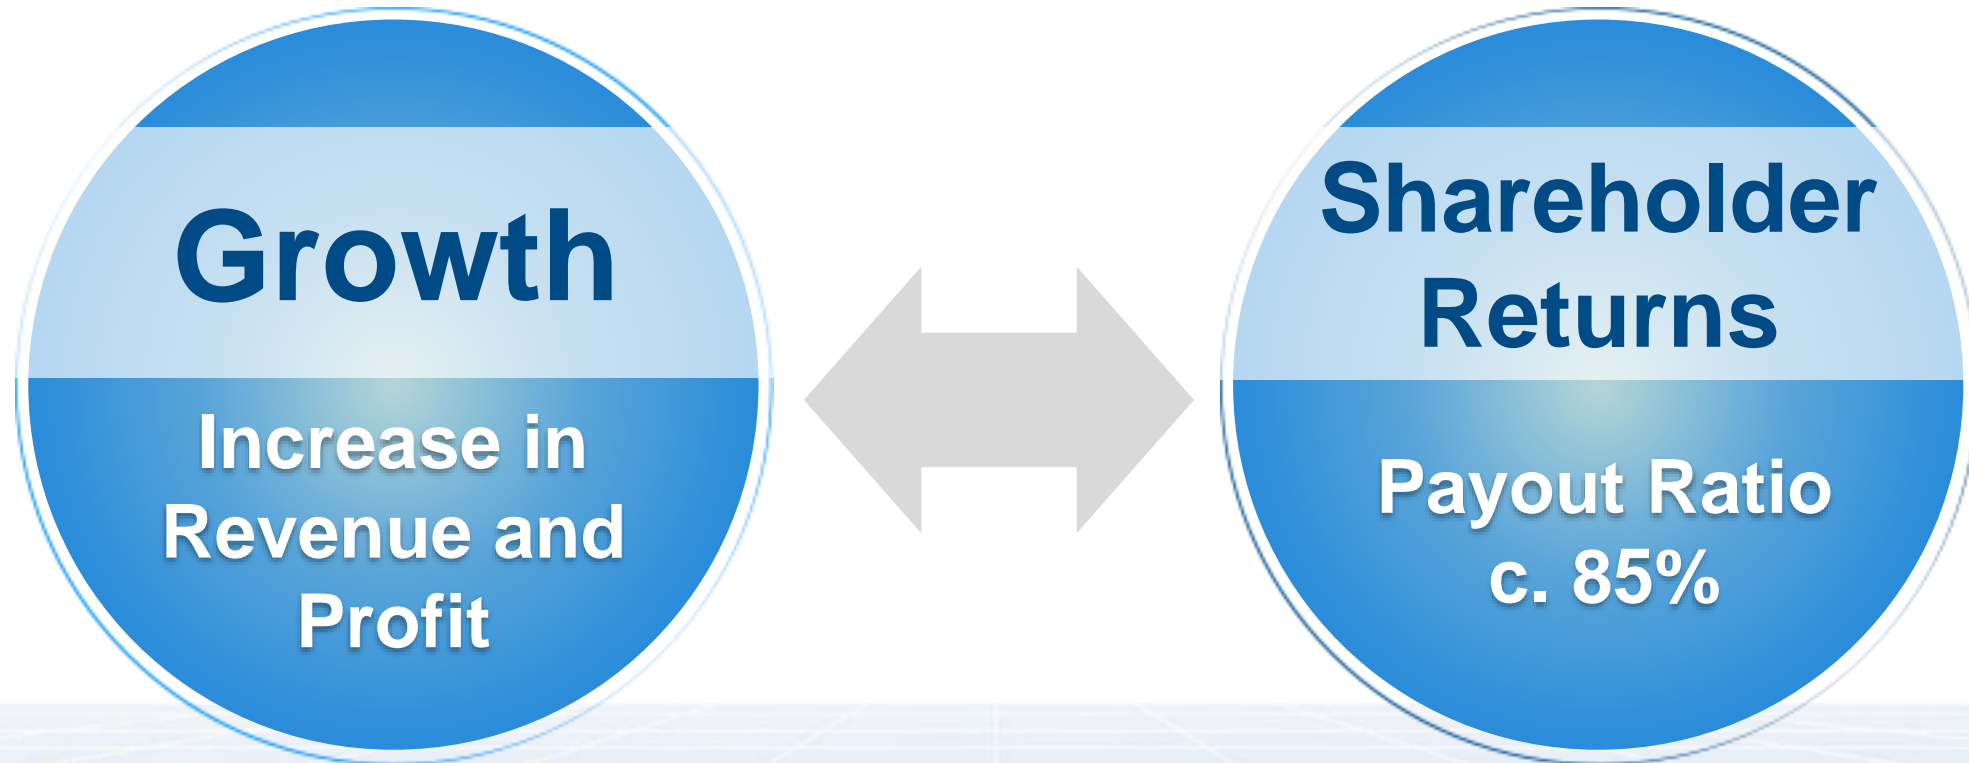 Growth
Increase in
Revenue and
Profit
Shareholder
Returns
Payout Ratio
c. 85%